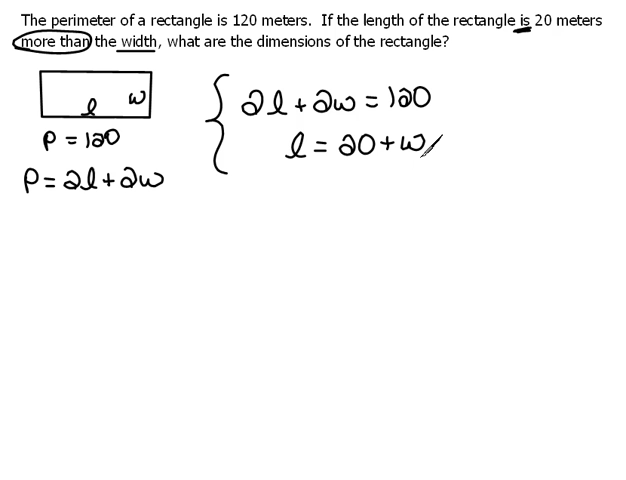 The perimeter of a rectangle is 120 meters. If the length of the rectangle is 20 meters
more than the width, what are the dimensions of the rectangle?
l w
P = 120
P = 2l + 2w
2l + 2w = 120
l = 20 + w